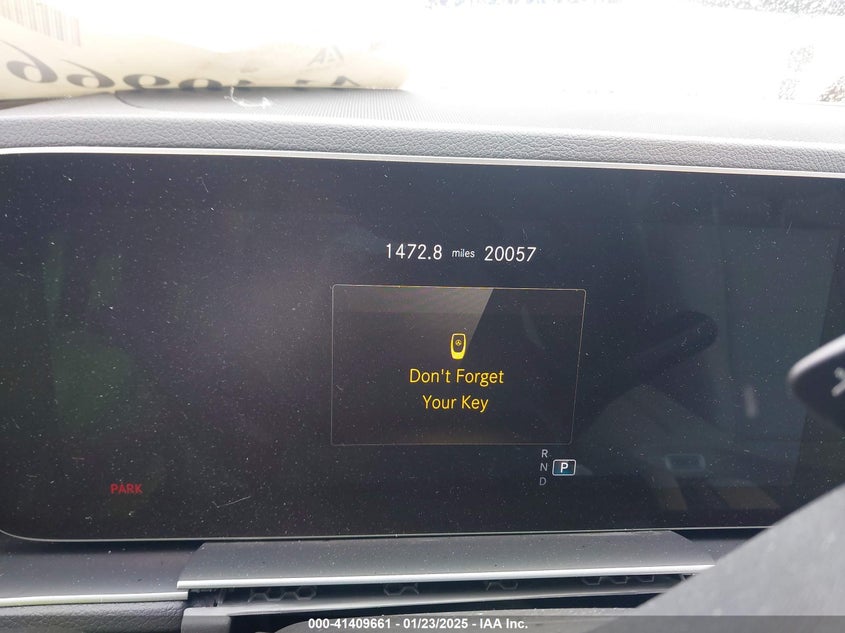 1472.8 miles 20057
Don't Forget
Your Key
R
N P
D
PARK
000-41409661 - 01/23/2025 - IAA Inc.